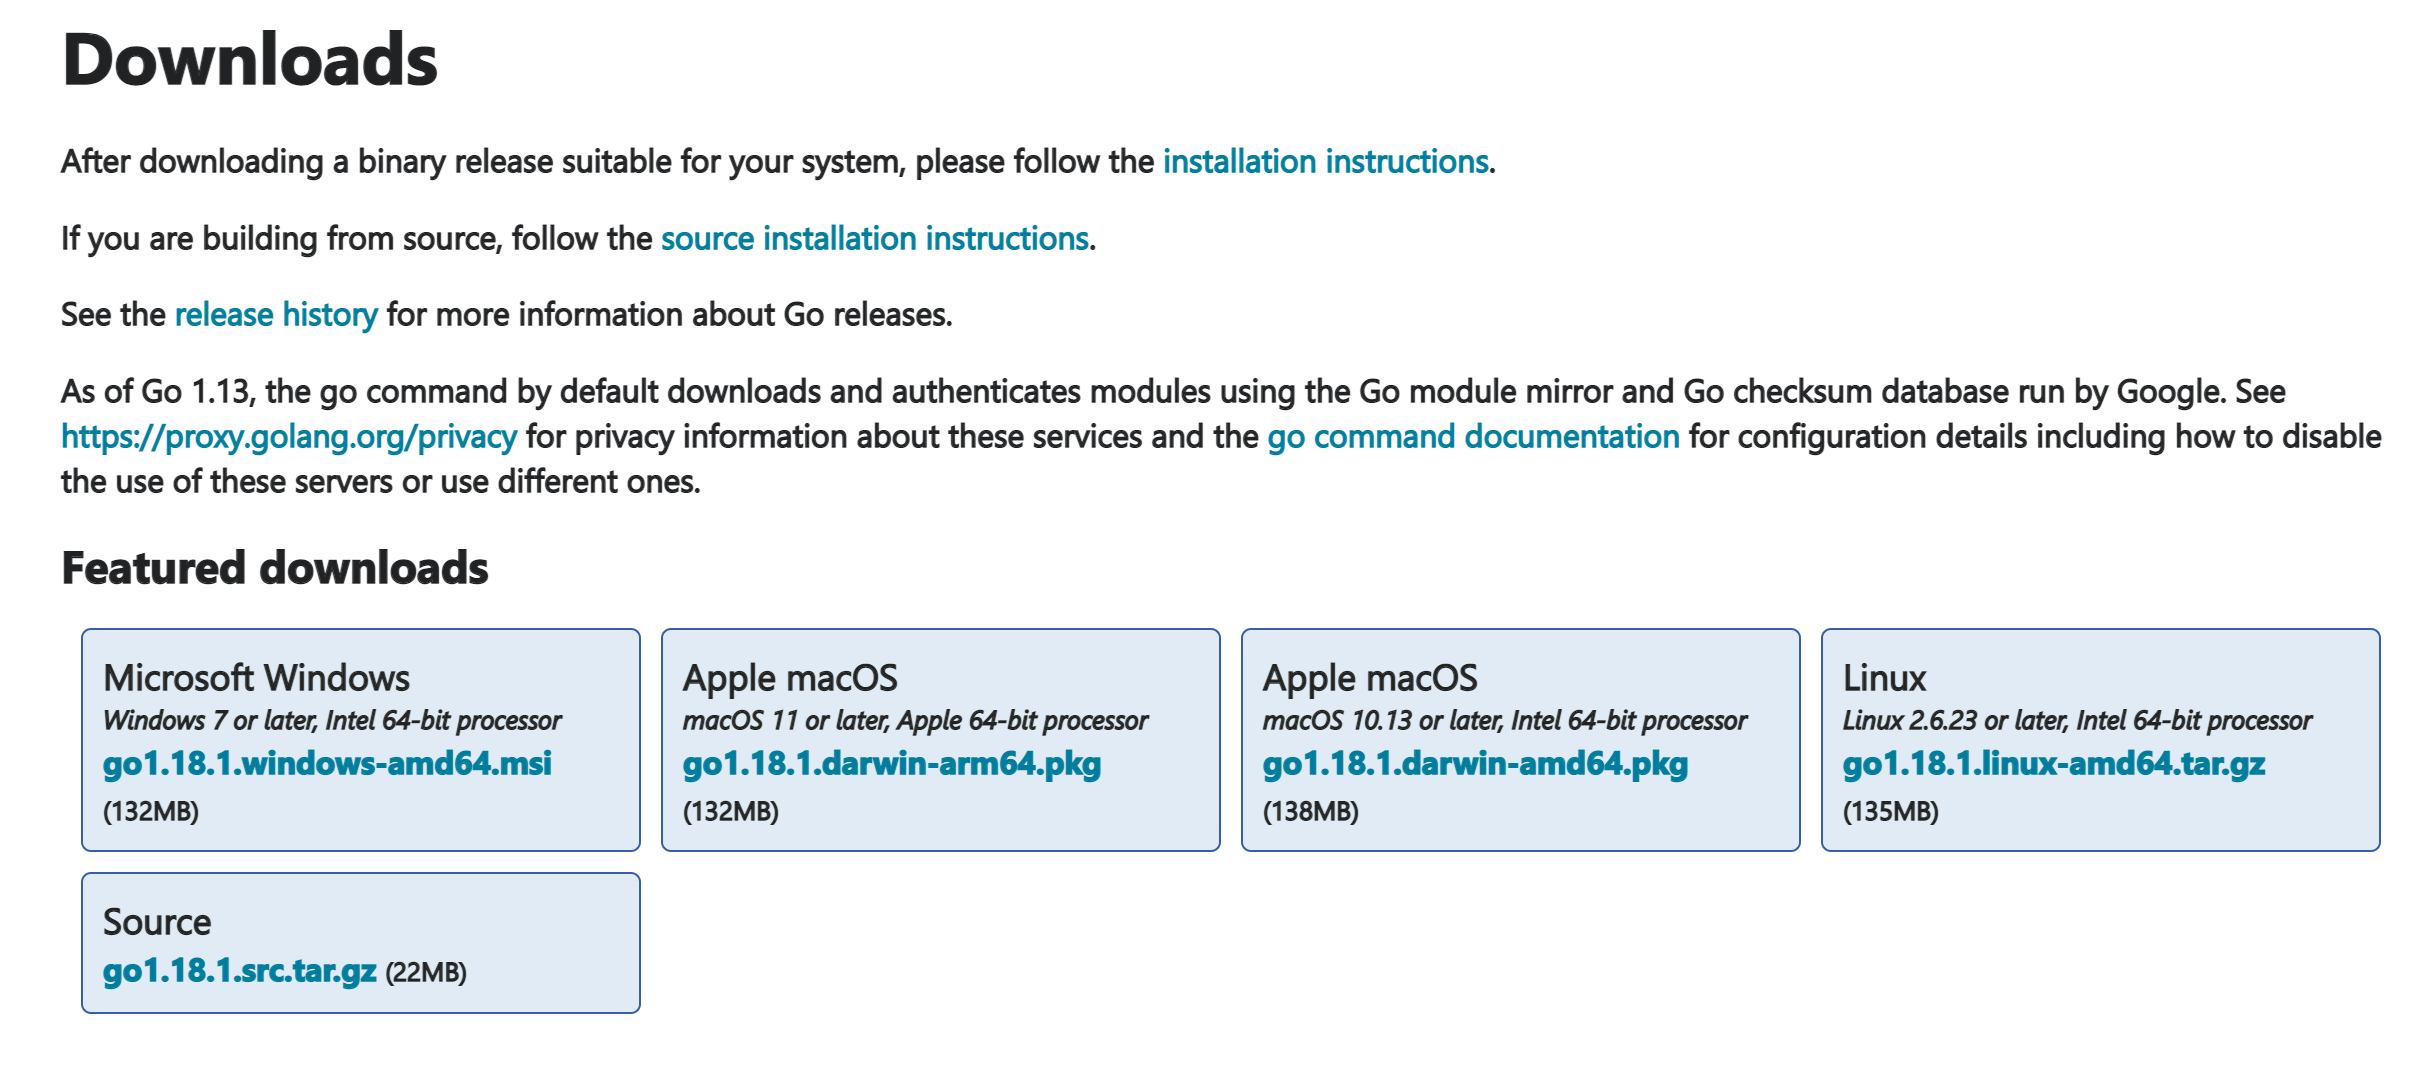 Downloads
After downloading a binary release suitable for your system, please follow the installation instructions.
If you are building from source, follow the source installation instructions.
See the release history for more information about Go releases.
As of Go 1.13, the go command by default downloads and authenticates modules using the Go module mirror and Go checksum database run by Google. See
https://proxy.golang.org/privacy for privacy information about these services and the go command documentation for configuration details including how to disable
the use of these servers or use different ones.
Featured downloads
Microsoft Windows
Windows 7 or later, Intel 64-bit processor
go1.18.1.windows-amd64.msi
(132MB)
Apple macOS
macOS 11 or later, Apple 64-bit processor
go1.18.1.darwin-arm64.pkg
(132MB)
Apple macOS
macOS 10.13 or later, Intel 64-bit processor
go1.18.1.darwin-amd64.pkg
(138MB)
Linux
Linux 2.6.23 or later, Intel 64-bit processor
go1.18.1.linux-amd64.tar.gz
(135MB)
Source
go1.18.1.src.tar.gz (22MB)